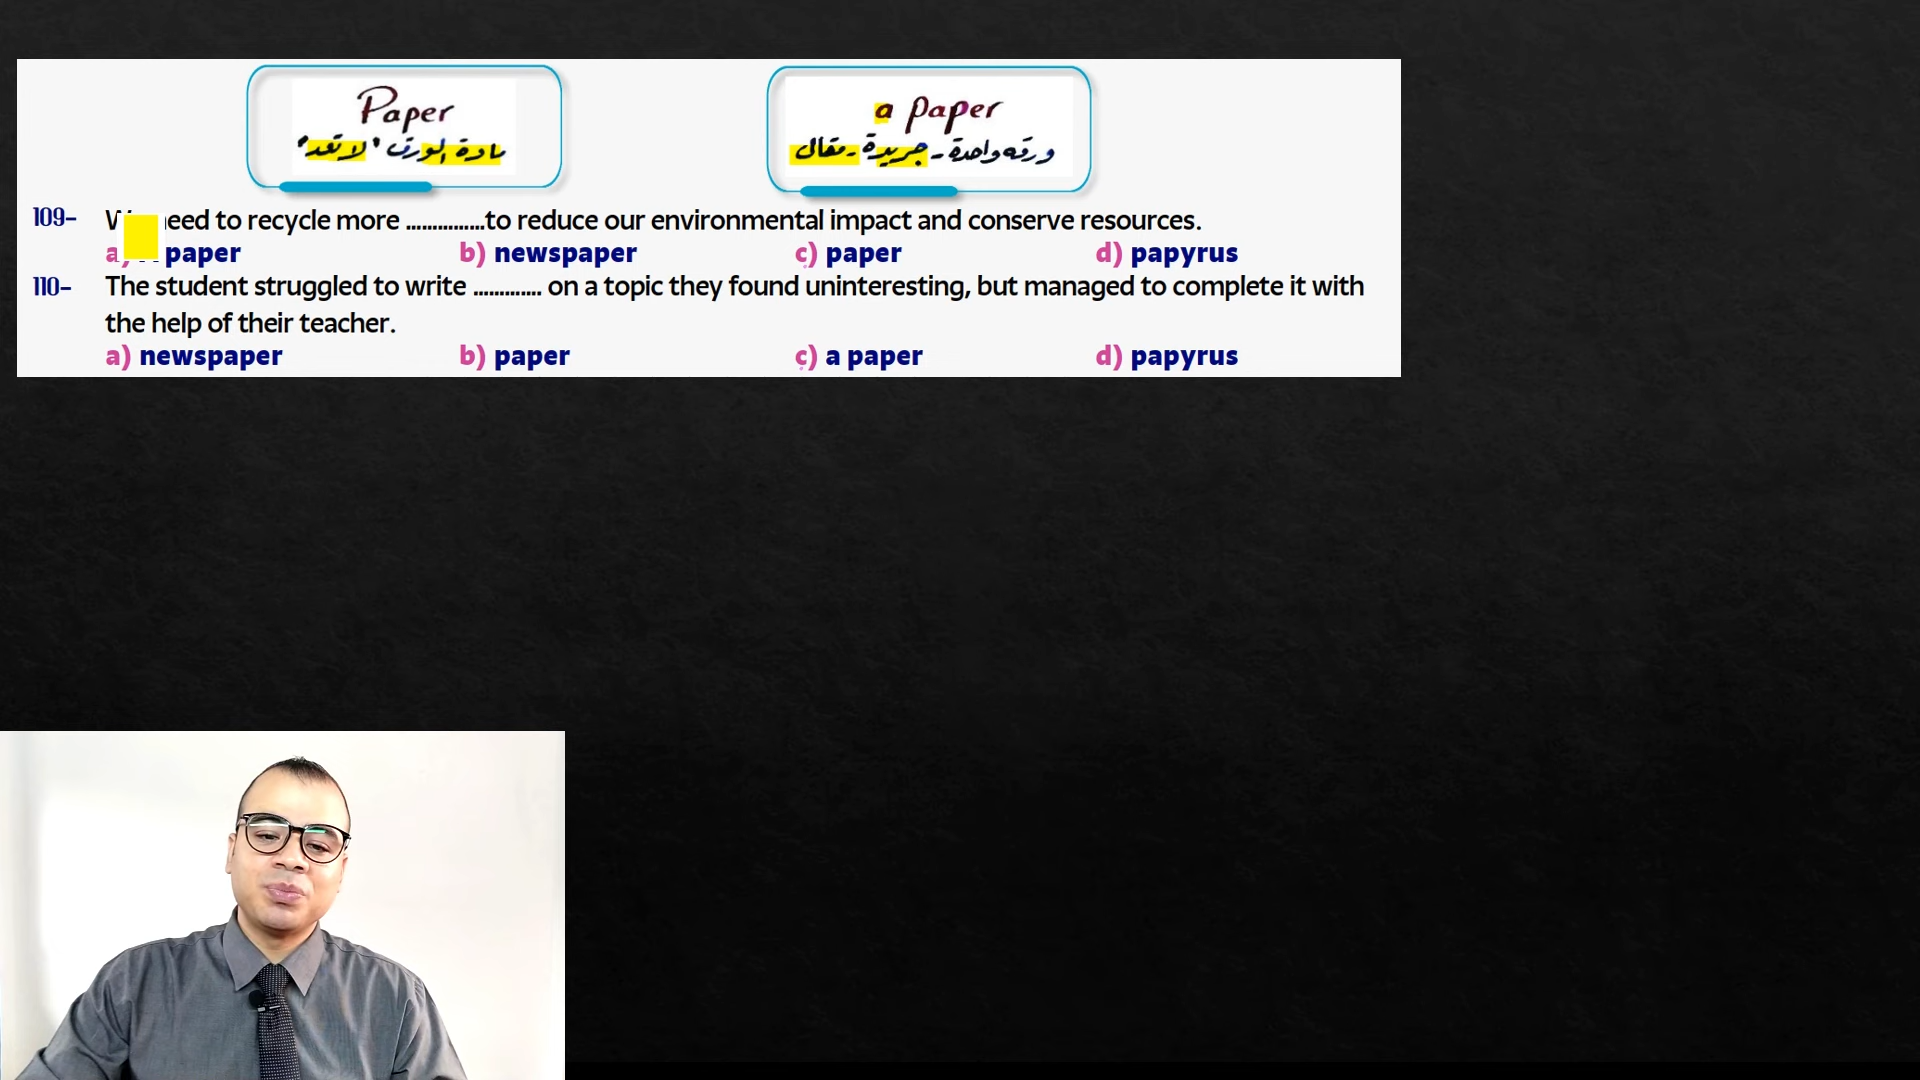 Paper
مادة الورق "لا تعد"
a paper
ورقه واحدة - جريدة - مقال
109- need to recycle more ..............to reduce our environmental impact and conserve resources.
a) paper b) newspaper c) paper d) papyrus
110- The student struggled to write ............. on a topic they found uninteresting, but managed to complete it with
the help of their teacher.
a) newspaper b) paper c) a paper d) papyrus